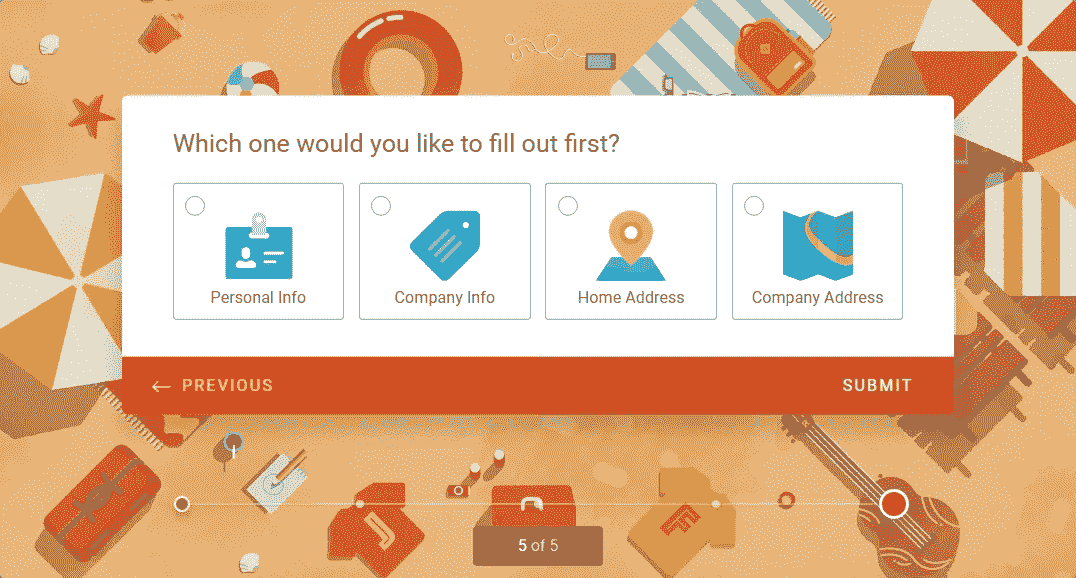 Which one would you like to fill out first?
Personal Info
Company Info
Home Address
Company Address
← PREVIOUS
SUBMIT
5 of 5